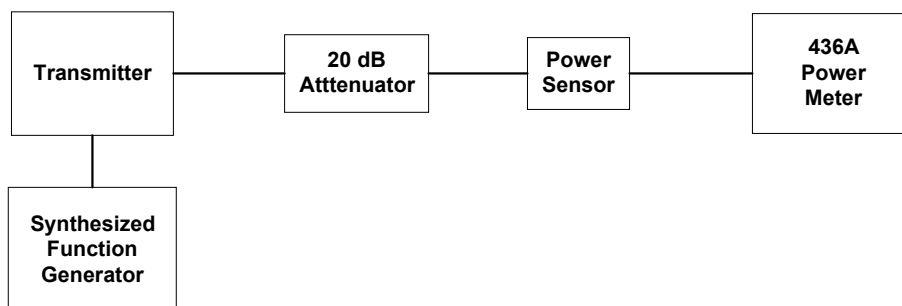 Transmitter
20 dB
Atttenuator
Power
Sensor
436A
Power
Meter
Synthesized
Function
Generator